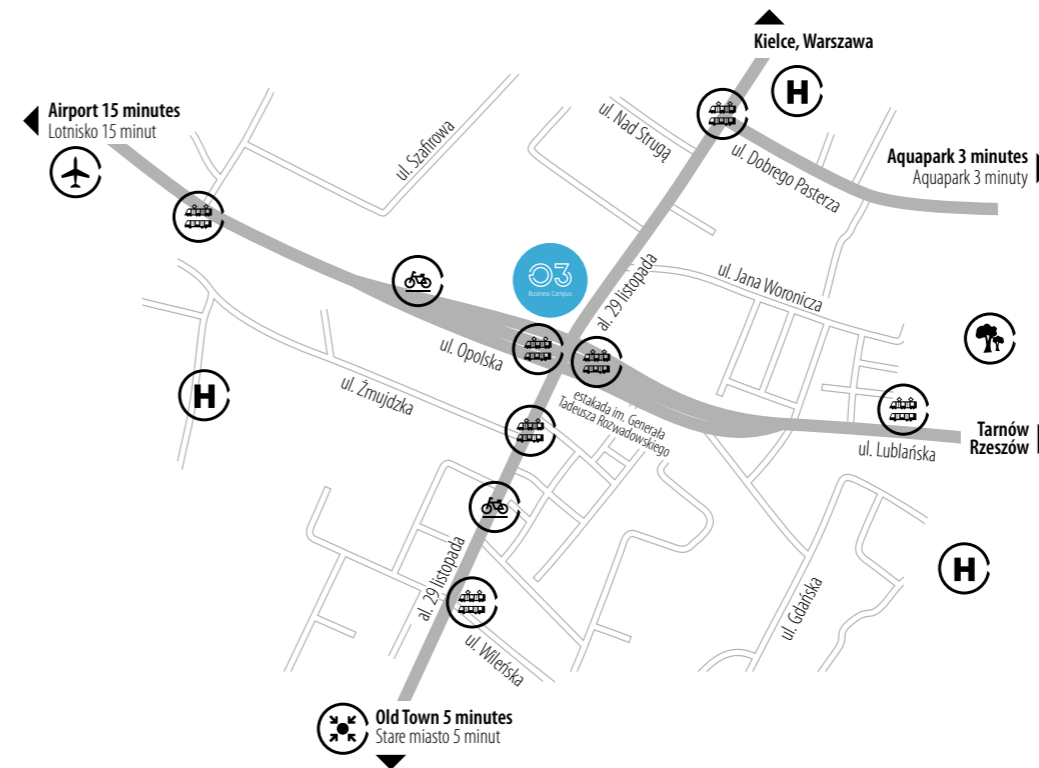 Kielce, Warszawa
H
Airport 15 minutes
Lotnisko 15 minut
ul. Szafirowa
ul. Nad Strugą
ul. Dobrego Pasterza
Aquapark 3 minutes
Aquapark 3 minuty
O3
Business Campus
al. 29 listopada
ul. Jana Woronicza
ul. Opolska
ul. Żmujdzka
H
estakada im. Generała
Tadeusza Rozwadowskiego
Tarnów
Rzeszów
ul. Lublańska
al. 29 listopada
H
ul. Gdańska
ul. Wileńska
Old Town 5 minutes
Stare miasto 5 minut